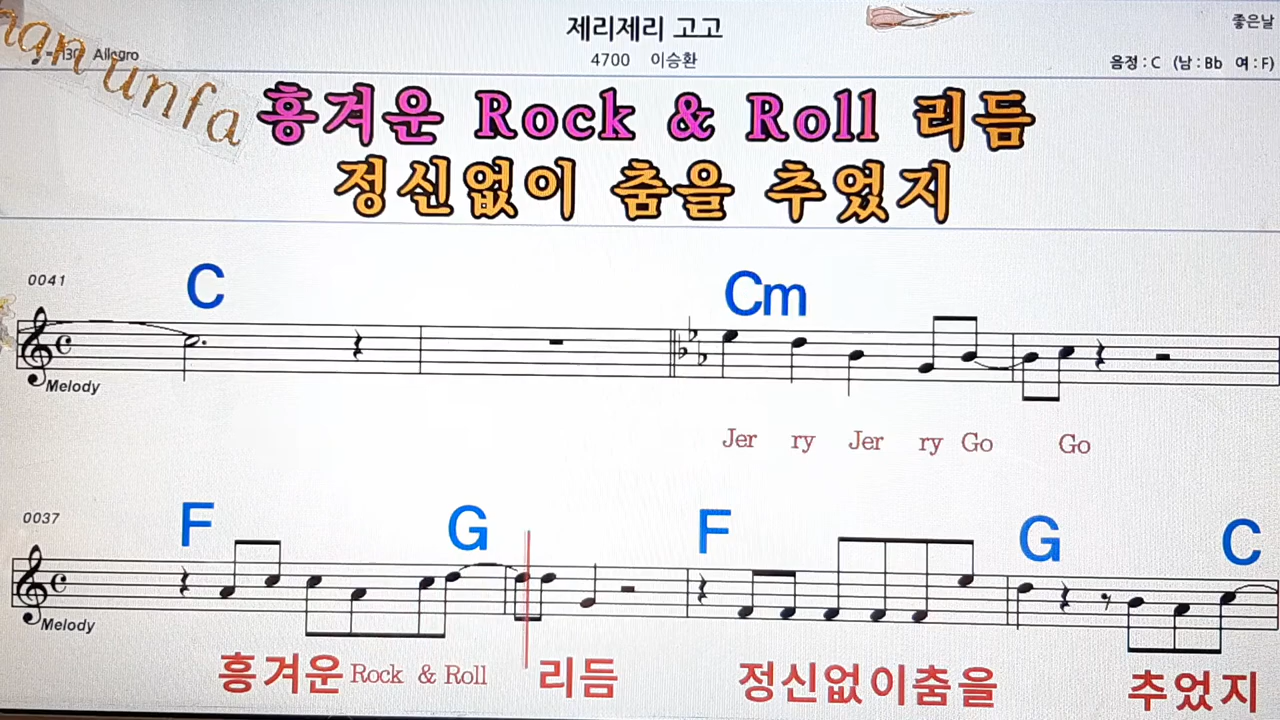 제리제리 고고
좋은날
4700 이승환
Allegro
음정 : C (남 : Bb 여 : F)
unfa
흥겨운 Rock & Roll 리듬
정신없이 춤을 추었지
0041
C Cm
Melody
Jer ry Jer ry Go Go
0037
F G F G C
Melody
흥겨운 Rock & Roll 리듬 정신없이춤을 추었지